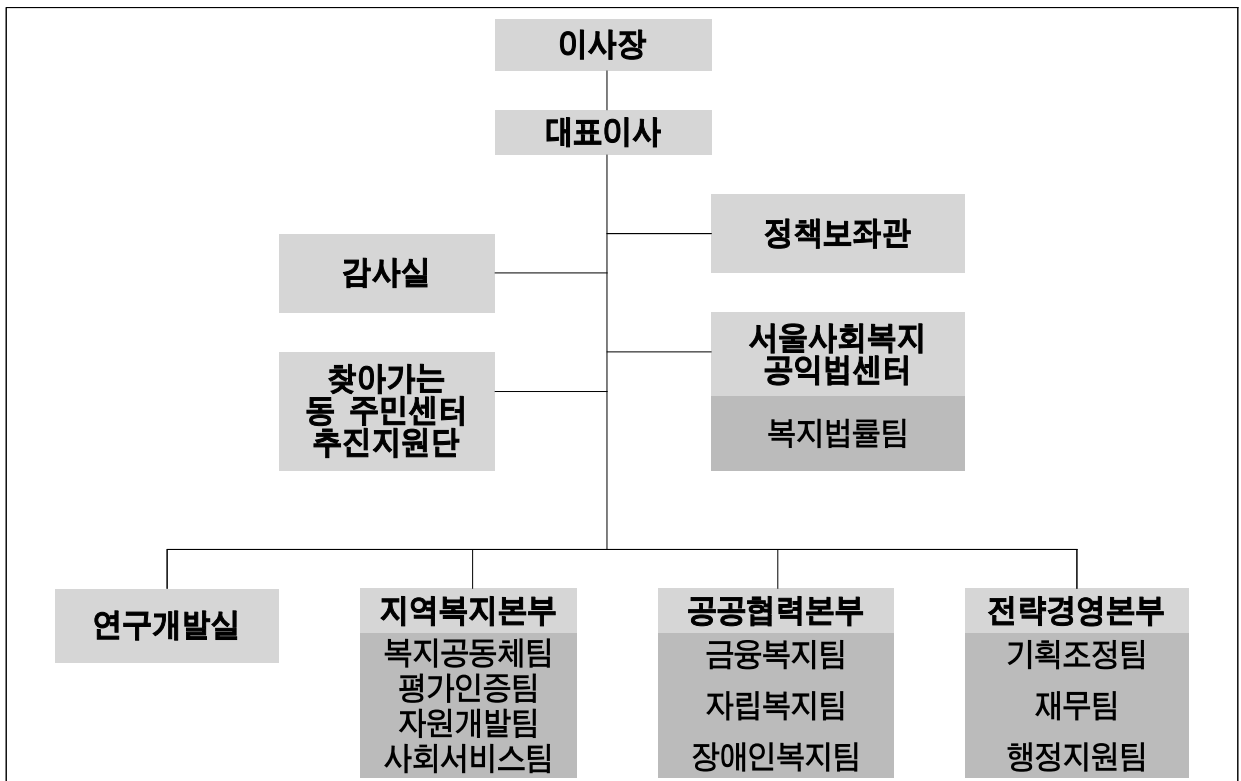 이사장
대표이사
정책보좌관
감사실
서울사회복지
공익법센터
복지법률팀
찾아가는
동 주민센터
추진지원단
연구개발실
지역복지본부
복지공동체팀
평가인증팀
자원개발팀
사회서비스팀
공공협력본부
금융복지팀
자립복지팀
장애인복지팀
전략경영본부
기획조정팀
재무팀
행정지원팀